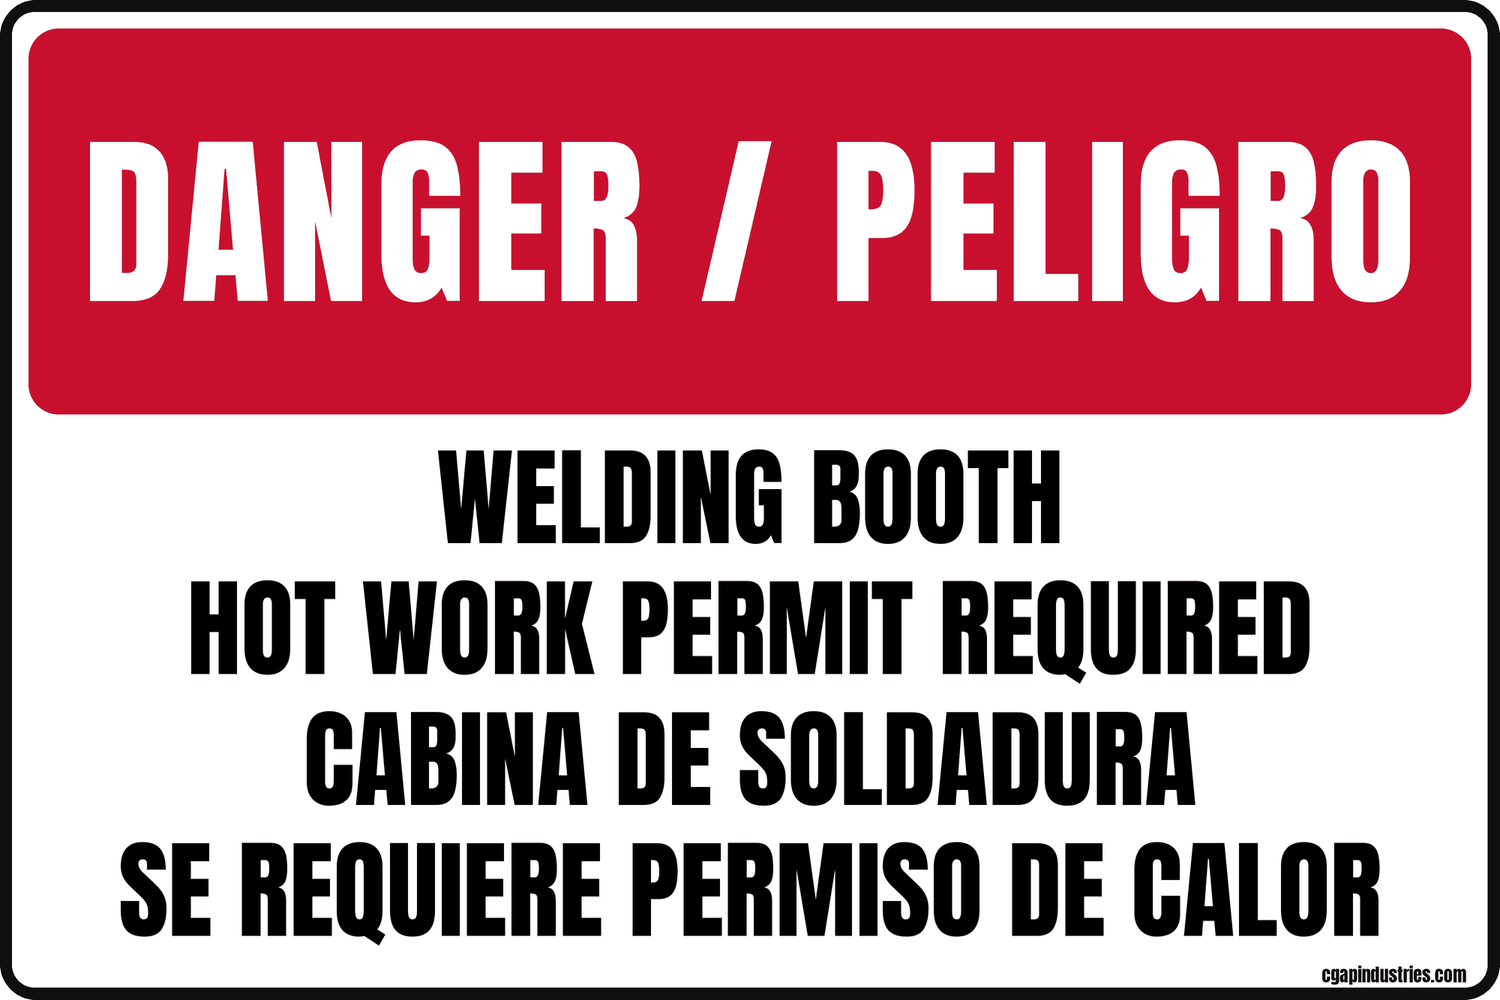 DANGER / PELIGRO
WELDING BOOTH
HOT WORK PERMIT REQUIRED
CABINA DE SOLDADURA
SE REQUIERE PERMISO DE CALOR
cgapindustries.com